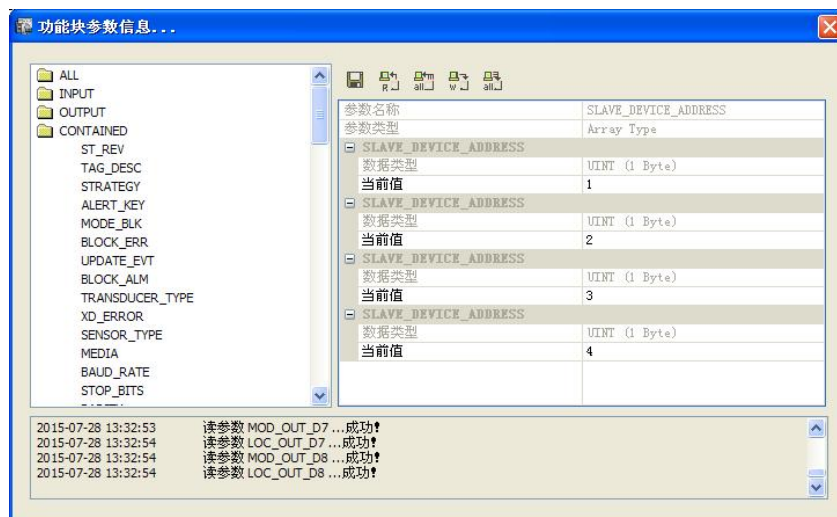 功能块参数信息...
ALL
INPUT
OUTPUT
CONTAINED
ST_REV
TAG_DESC
STRATEGY
ALERT_KEY
MODE_BLK
BLOCK_ERR
UPDATE_EVT
BLOCK_ALM
TRANSDUCER_TYPE
XD_ERROR
SENSOR_TYPE
MEDIA
BAUD_RATE
STOP_BITS
R all w all
参数名称 SLAVE_DEVICE_ADDRESS
参数类型 Array Type
SLAVE_DEVICE_ADDRESS
数据类型 UINT (1 Byte)
当前值 1
SLAVE_DEVICE_ADDRESS
数据类型 UINT (1 Byte)
当前值 2
SLAVE_DEVICE_ADDRESS
数据类型 UINT (1 Byte)
当前值 3
SLAVE_DEVICE_ADDRESS
数据类型 UINT (1 Byte)
当前值 4
2015-07-28 13:32:53 读参数 MOD_OUT_D7 ...成功!
2015-07-28 13:32:54 读参数 LOC_OUT_D7 ...成功!
2015-07-28 13:32:54 读参数 MOD_OUT_D8 ...成功!
2015-07-28 13:32:54 读参数 LOC_OUT_D8 ...成功!